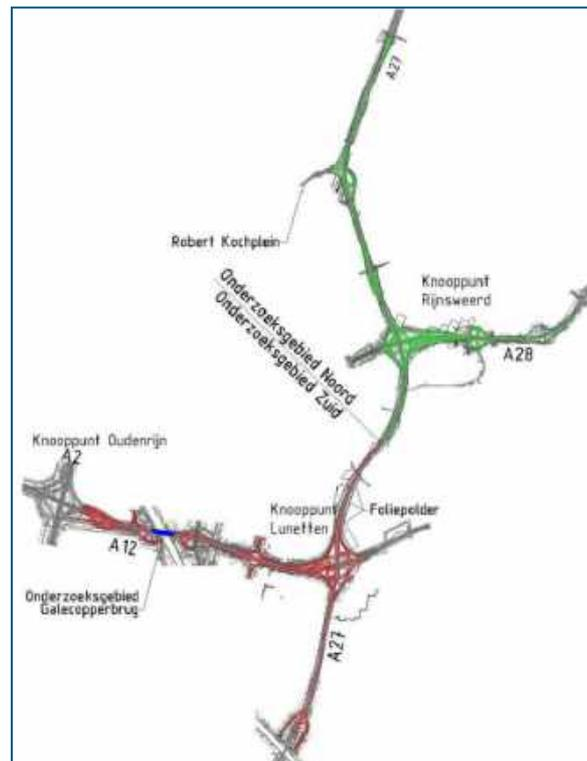 A27
Robert Kochplein
Onderzoeksgebied Noord
Onderzoeksgebied Zuid
Knooppunt
Rijnsweerd
A28
Knooppunt Oudenrijn
A2
Knooppunt
Lunetten
Foliepolder
A12
Onderzoeksgebied
Galecopperbrug
A27